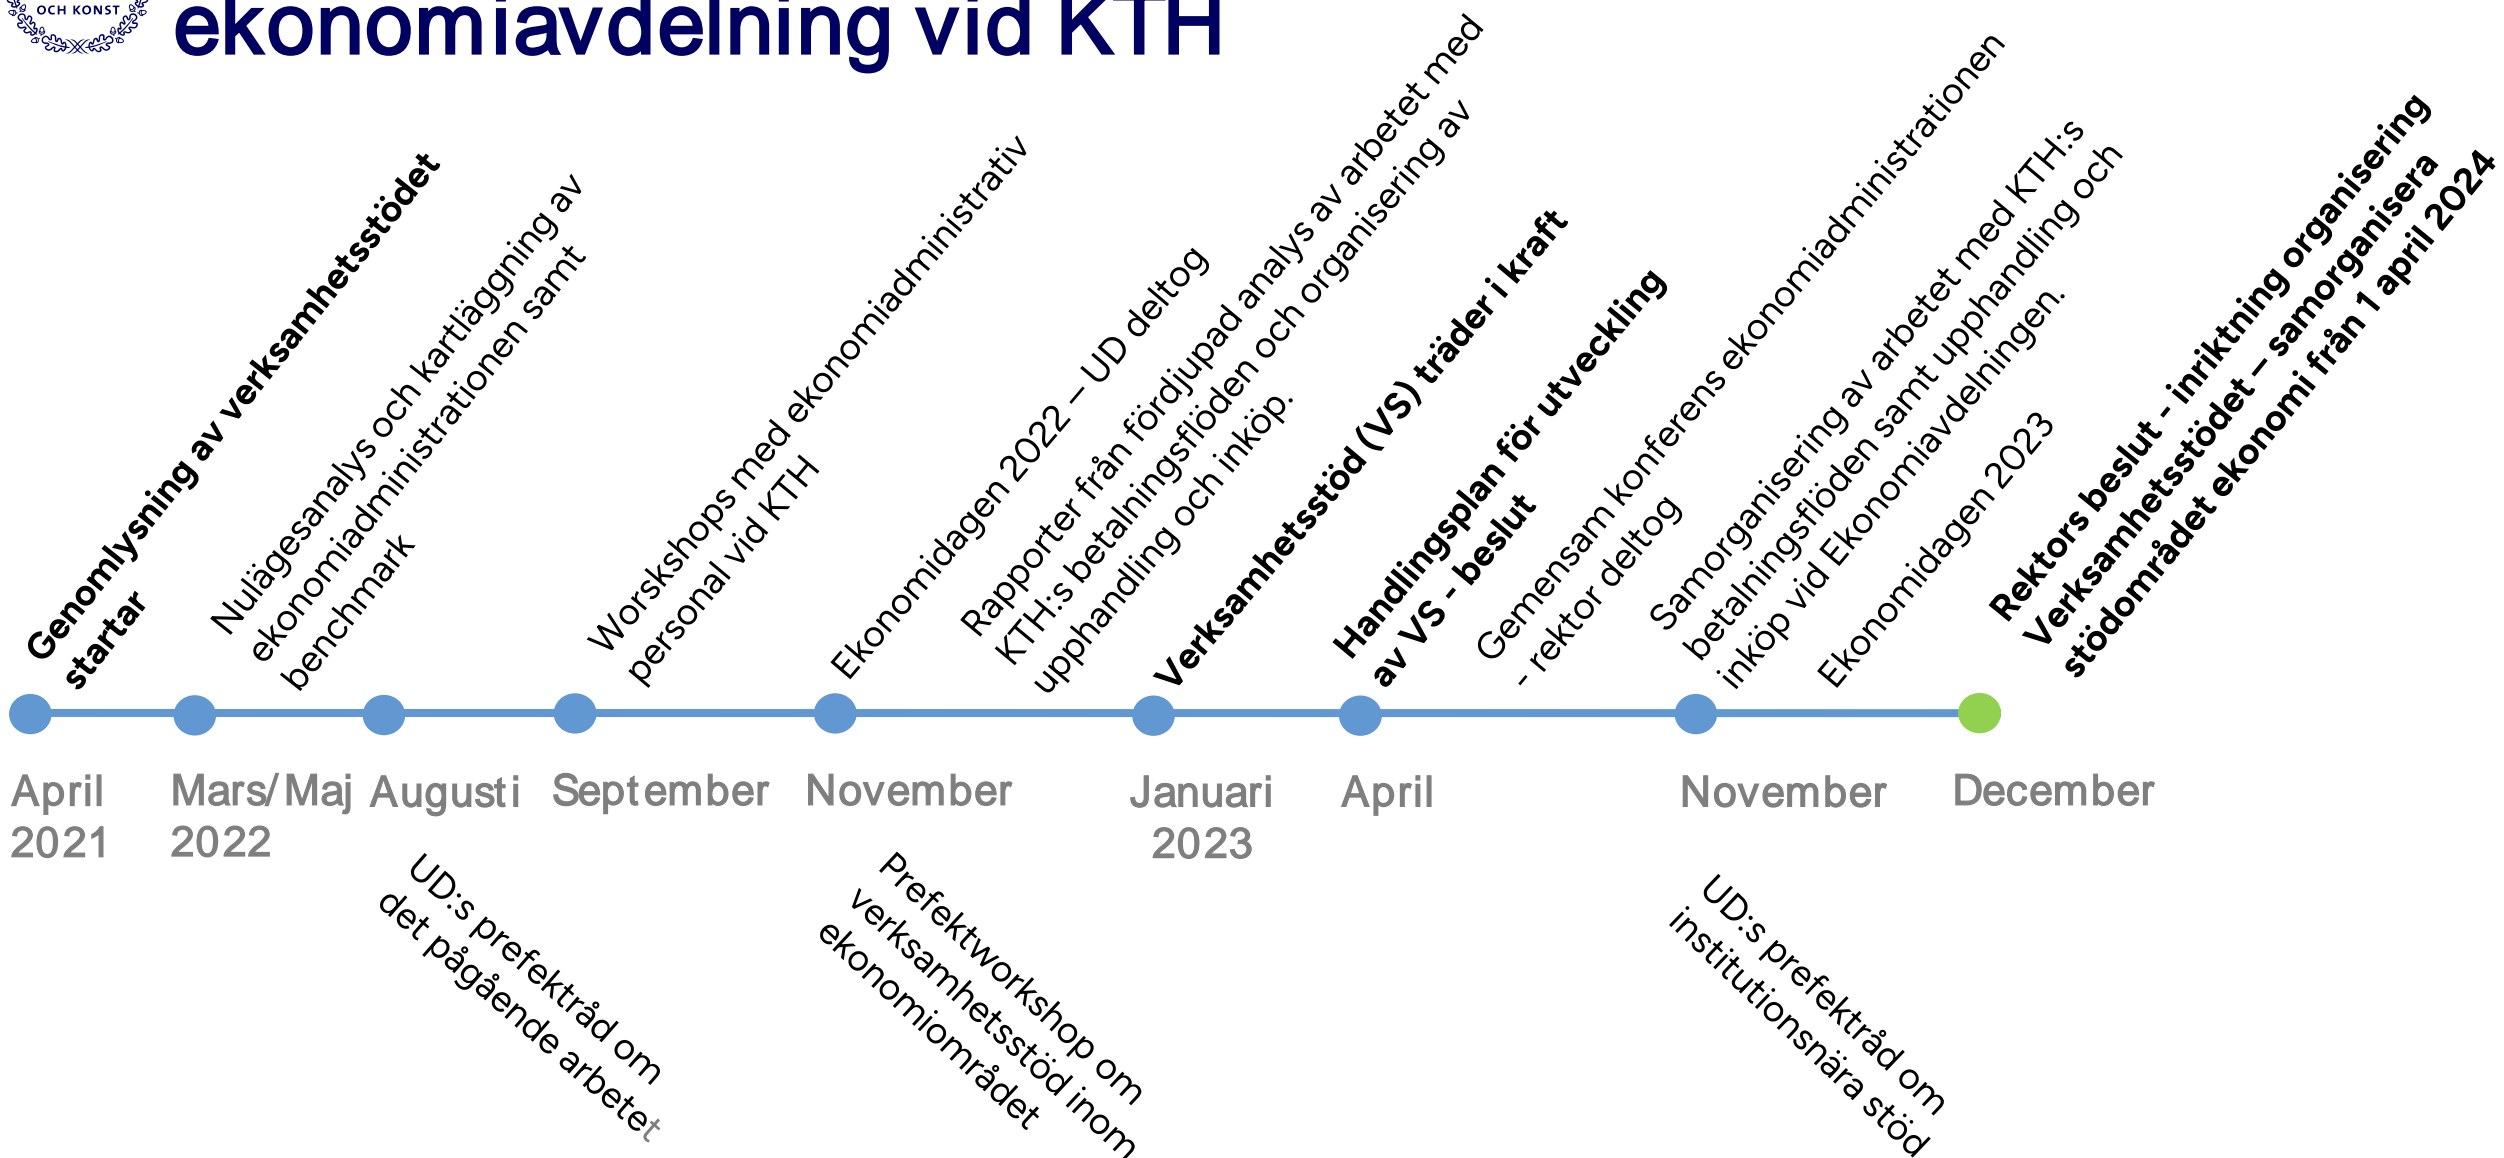 OCH KONST
ekonomiavdelning vid KTH
Genomlysning av verksamhetsstödet
startar
Nulägesanalys och kartläggning av
ekonomiadministrationen samt
benchmark
Workshops med ekonomiadministrativ
personal vid KTH
Ekonomidagen 2022 – UD deltog
Rapporter från fördjupad analys av arbetet med
KTH:s betalningsflöden och organisering av
upphandling och inköp.
Verksamhetsstöd (VS) träder i kraft
Handlingsplan för utveckling
av VS - beslut
Gemensam konferens ekonomiadministrationen
- rektor deltog
Samorganisering av arbetet med KTH:s
betalningsflöden samt upphandling och
inköp vid Ekonomiavdelningen.
Ekonomidagen 2023
Rektors beslut - inriktning organisering
Verksamhetsstödet – samorganisera
stödområdet ekonomi från 1 april 2024
April
2021
Mars/Maj
2022
Augusti
September
November
Januari
2023
April
November
December
UD:s prefektråd om
det pågående arbetet
Prefektworkshop om
verksamhetsstöd inom
ekonomiområdet
UD:s prefektråd om
institutionsnära stöd